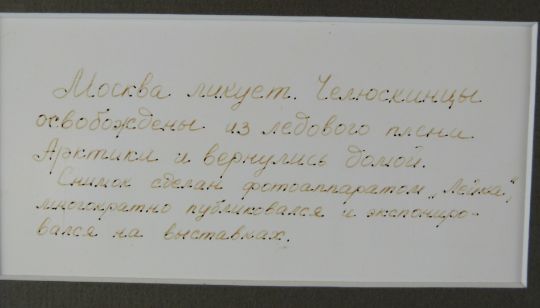 Москва ликует. Челюскинцы
освобождены из ледового плена
Арктики и вернулись домой.
Снимок сделан фотоаппаратом „Лейка“,
многократно публиковался и экспониро-
вался на выставках.